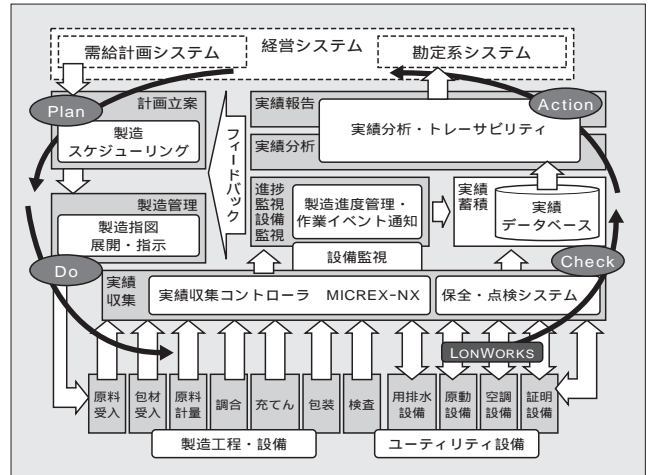 需給計画システム
経営システム
勘定系システム
Plan
計画立案
製造
スケジューリング
フィードバック
実績報告
実績分析・トレーサビリティ
実績分析
Action
製造管理
製造指図
展開・指示
進捗
監視
設備
監視
製造進度管理・
作業イベント通知
実績
蓄積
実績
データベース
設備監視
Do
Check
実績
収集
実績収集コントローラ MICREX-NX
保全・点検システム
LONWORKS
原料
受入
包材
受入
原料
計量
調合
充てん
包装
検査
用排水
設備
原動
設備
空調
設備
証明
設備
製造工程・設備
ユーティリティ設備